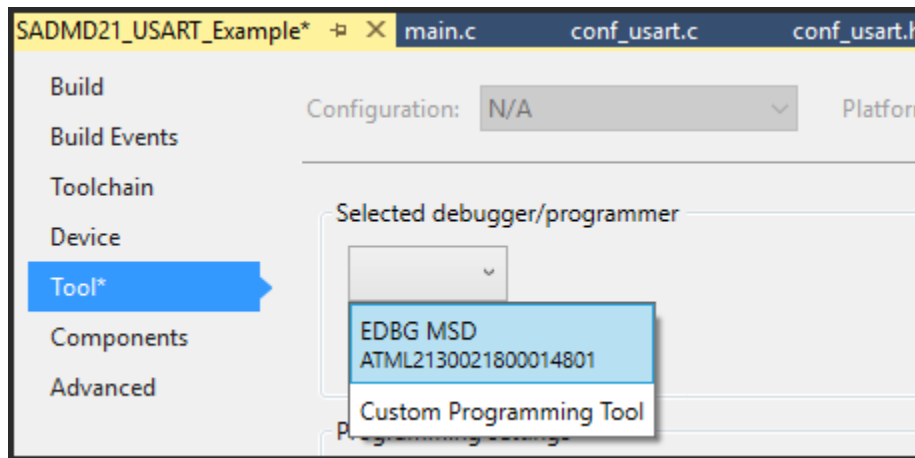 SADMD21_USART_Example* main.c conf_usart.c conf_usart.h
Build
Configuration: N/A Platfor
Build Events
Toolchain
Selected debugger/programmer
Device
Tool*
EDBG MSD
Components
ATML2130021800014801
Advanced
Custom Programming Tool